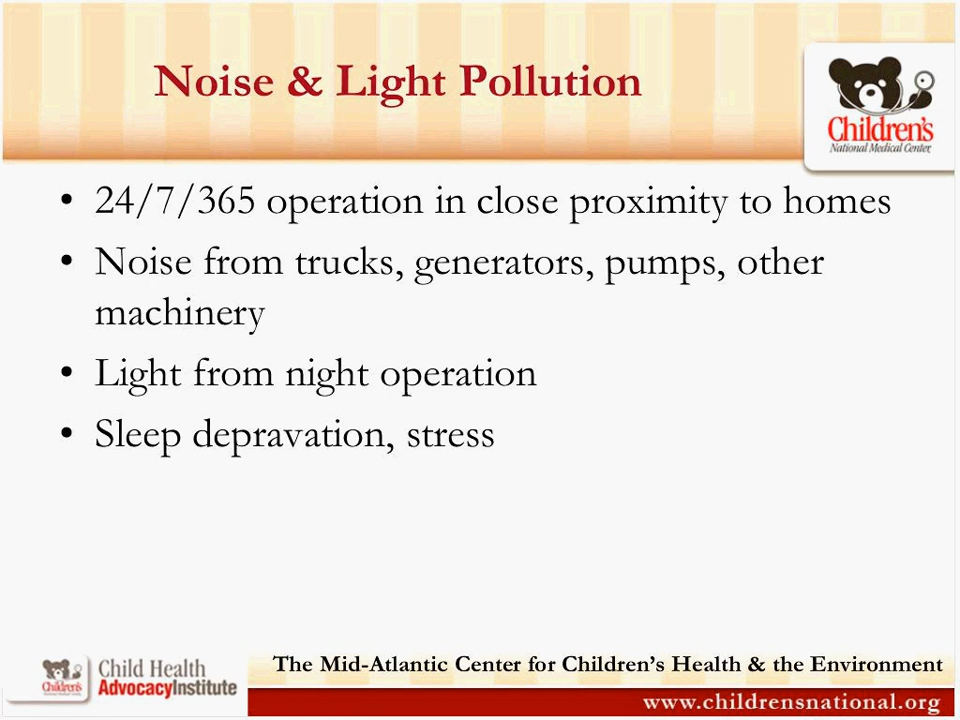 Noise & Light Pollution
Children's
National Medical Center
• 24/7/365 operation in close proximity to homes
• Noise from trucks, generators, pumps, other
machinery
• Light from night operation
• Sleep depravation, stress
Children's
Child Health
AdvocacyInstitute
The Mid-Atlantic Center for Children's Health & the Environment
www.childrensnational.org